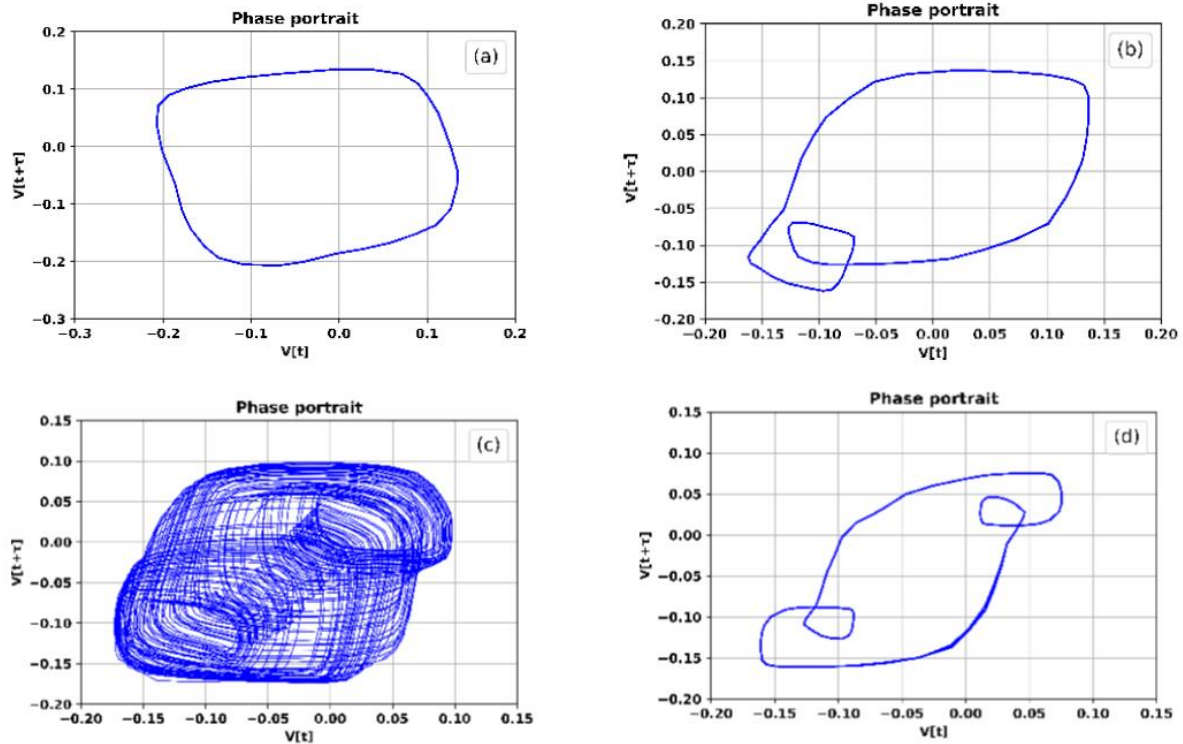 Phase portrait
(a)
0.2
0.1
0.0
−0.1
−0.2
−0.3
V[t+τ]
−0.3 −0.2 −0.1 0.0 0.1 0.2
V[t]
Phase portrait
(b)
0.20
0.15
0.10
0.05
0.00
−0.05
−0.10
−0.15
−0.20
V[t+τ]
−0.20 −0.15 −0.10 −0.05 0.00 0.05 0.10 0.15 0.20
V[t]
Phase portrait
(c)
0.15
0.10
0.05
0.00
−0.05
−0.10
−0.15
−0.20
V[t+τ]
−0.20 −0.15 −0.10 −0.05 0.00 0.05 0.10 0.15
V[t]
Phase portrait
(d)
0.15
0.10
0.05
0.00
−0.05
−0.10
−0.15
−0.20
V[t+τ]
−0.20 −0.15 −0.10 −0.05 0.00 0.05 0.10 0.15
V[t]